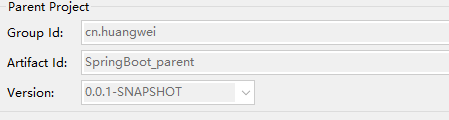 Parent Project
Group Id: cn.huangwei
Artifact Id: SpringBoot_parent
Version: 0.0.1-SNAPSHOT